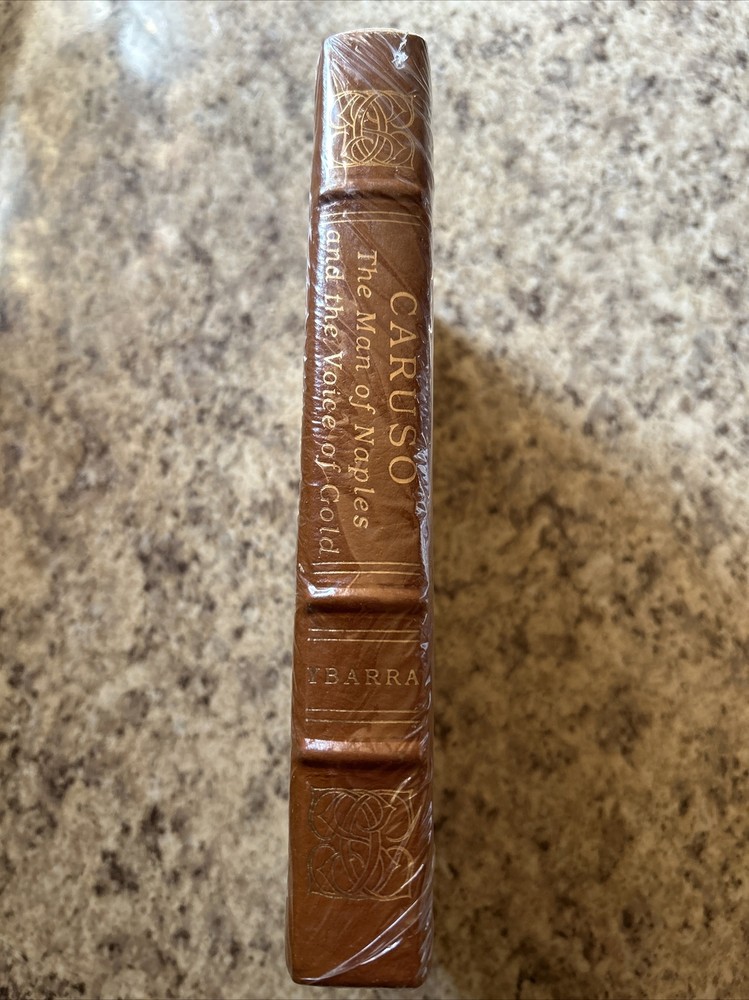 CARUSO
The Man of Naples
and the Voice of Gold
YBARRA